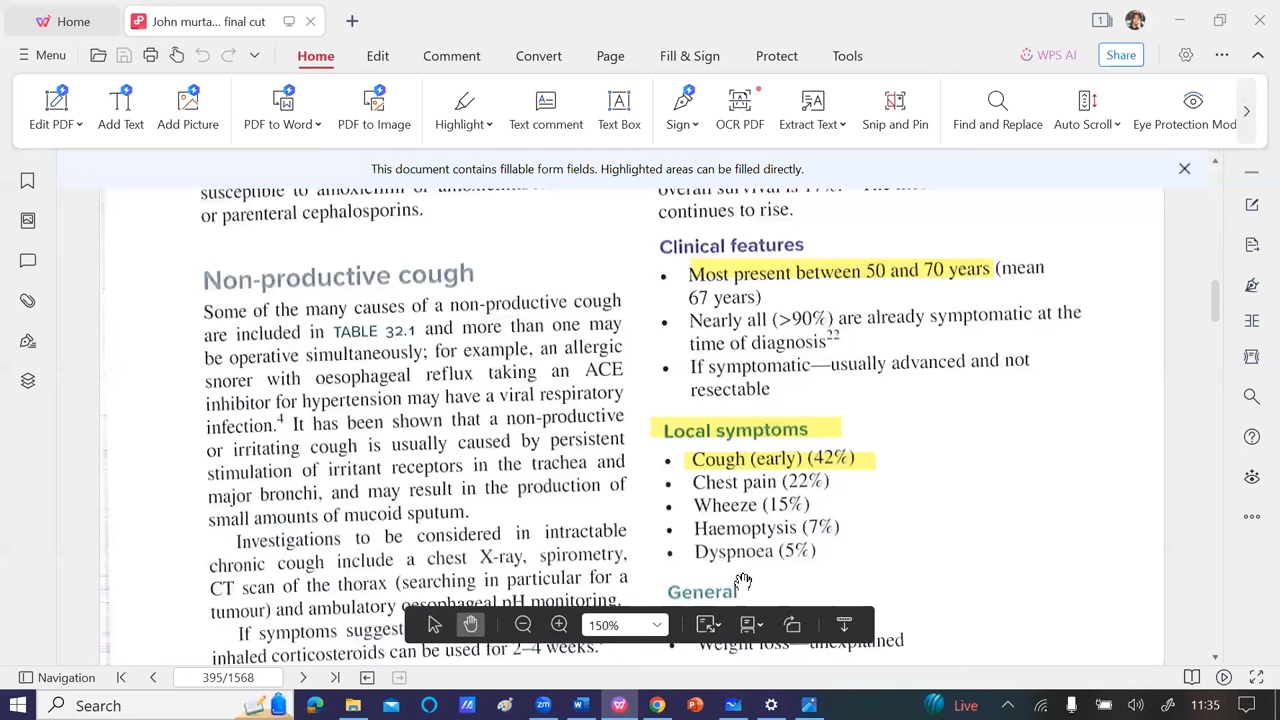 Home
John murta... final cut
1
Menu
Home
Edit
Comment
Convert
Page
Fill & Sign
Protect
Tools
WPS AI
Share
Edit PDF
Add Text
Add Picture
PDF to Word
PDF to Image
Highlight
Text comment
Text Box
Sign
OCR PDF
Extract Text
Snip and Pin
Find and Replace
Auto Scroll
Eye Protection Mod
This document contains fillable form fields. Highlighted areas can be filled directly.
or parenteral cephalosporins.
Non-productive cough
Some of the many causes of a non-productive cough
are included in TABLE 32.1 and more than one may
be operative simultaneously; for example, an allergic
snorer with oesophageal reflux taking an ACE
inhibitor for hypertension may have a viral respiratory
infection.4 It has been shown that a non-productive
or irritating cough is usually caused by persistent
stimulation of irritant receptors in the trachea and
major bronchi, and may result in the production of
small amounts of mucoid sputum.
Investigations to be considered in intractable
chronic cough include a chest X-ray, spirometry,
CT scan of the thorax (searching in particular for a
tumour) and ambulatory oesophageal pH monitoring.
If symptoms suggest
inhaled corticosteroids can be used for 2–4 weeks.
overall survival is 17%.
continues to rise.
Clinical features
• Most present between 50 and 70 years (mean
67 years)
• Nearly all (>90%) are already symptomatic at the
time of diagnosis22
• If symptomatic—usually advanced and not
resectable
Local symptoms
• Cough (early) (42%)
• Chest pain (22%)
• Wheeze (15%)
• Haemoptysis (7%)
• Dyspnoea (5%)
General
• Weight loss—unexplained
150%
Navigation
395/1568
Search
Live
ENG
11:35